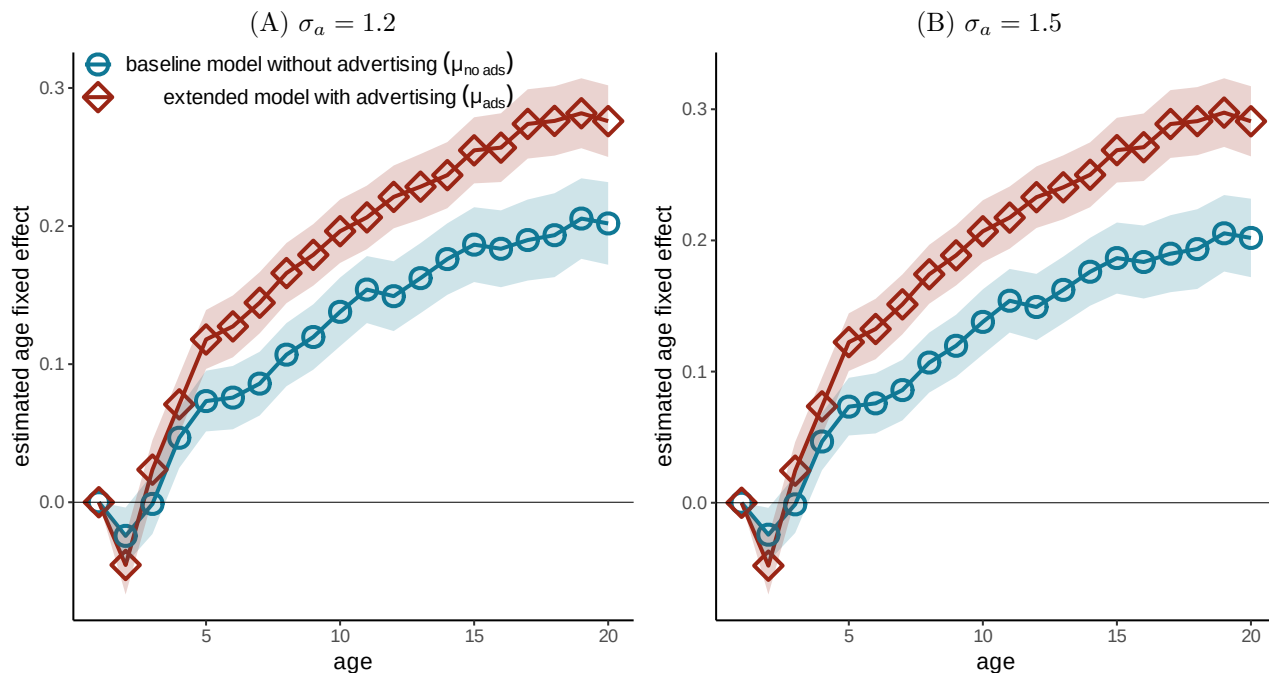 (A) σₐ = 1.2
baseline model without advertising (μno ads)
extended model with advertising (μads)
estimated age fixed effect
0.3
0.2
0.1
0.0
5
10
15
20
age
(B) σₐ = 1.5
estimated age fixed effect
0.3
0.2
0.1
0.0
5
10
15
20
age